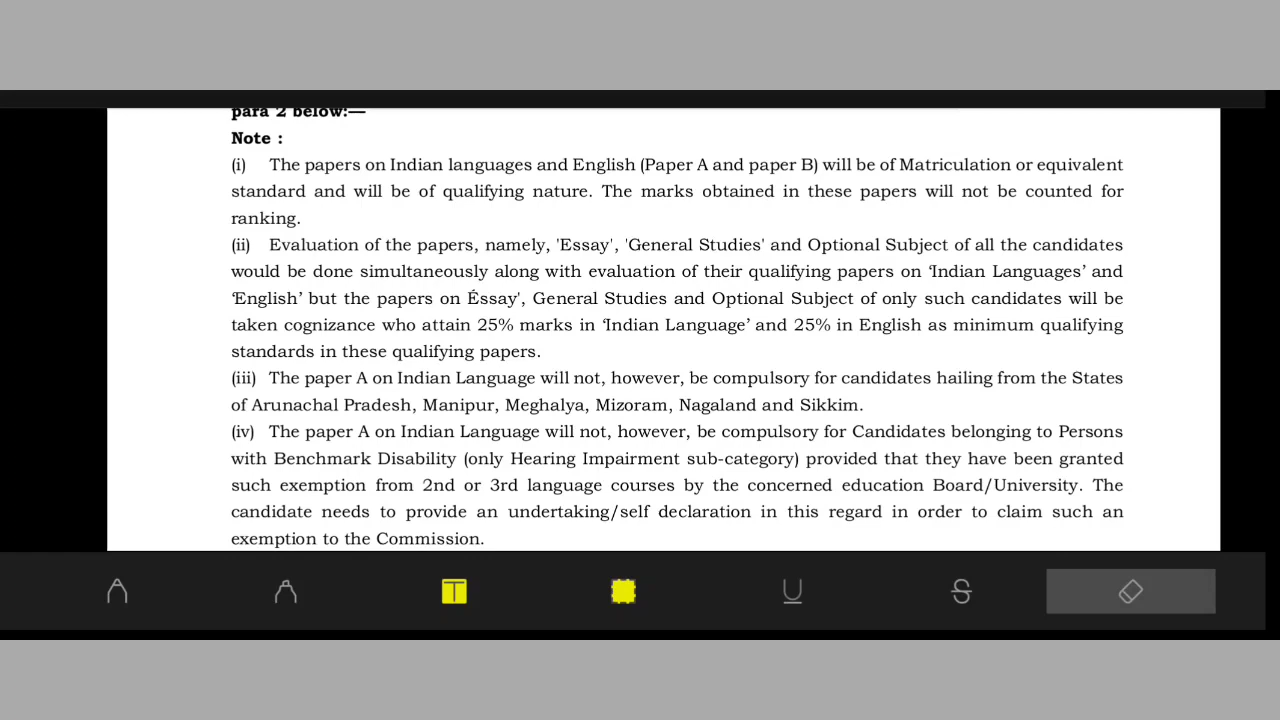 para 2 below:—
Note :
(i) The papers on Indian languages and English (Paper A and paper B) will be of Matriculation or equivalent
standard and will be of qualifying nature. The marks obtained in these papers will not be counted for
ranking.
(ii) Evaluation of the papers, namely, 'Essay', 'General Studies' and Optional Subject of all the candidates
would be done simultaneously along with evaluation of their qualifying papers on ‘Indian Languages’ and
‘English’ but the papers on Éssay', General Studies and Optional Subject of only such candidates will be
taken cognizance who attain 25% marks in ‘Indian Language’ and 25% in English as minimum qualifying
standards in these qualifying papers.
(iii) The paper A on Indian Language will not, however, be compulsory for candidates hailing from the States
of Arunachal Pradesh, Manipur, Meghalya, Mizoram, Nagaland and Sikkim.
(iv) The paper A on Indian Language will not, however, be compulsory for Candidates belonging to Persons
with Benchmark Disability (only Hearing Impairment sub-category) provided that they have been granted
such exemption from 2nd or 3rd language courses by the concerned education Board/University. The
candidate needs to provide an undertaking/self declaration in this regard in order to claim such an
exemption to the Commission.